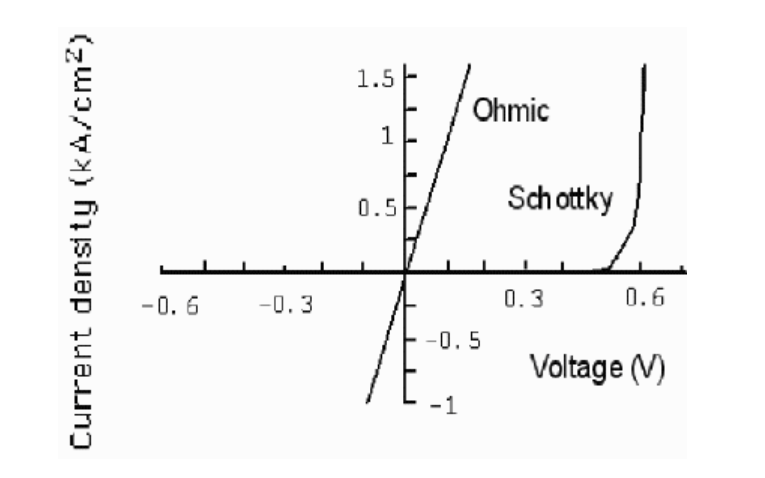 Current density (kA/cm²)
1.5
Ohmic
1
Schottky
0.5
-0.6
-0.3
0.3
0.6
-0.5
Voltage (V)
-1